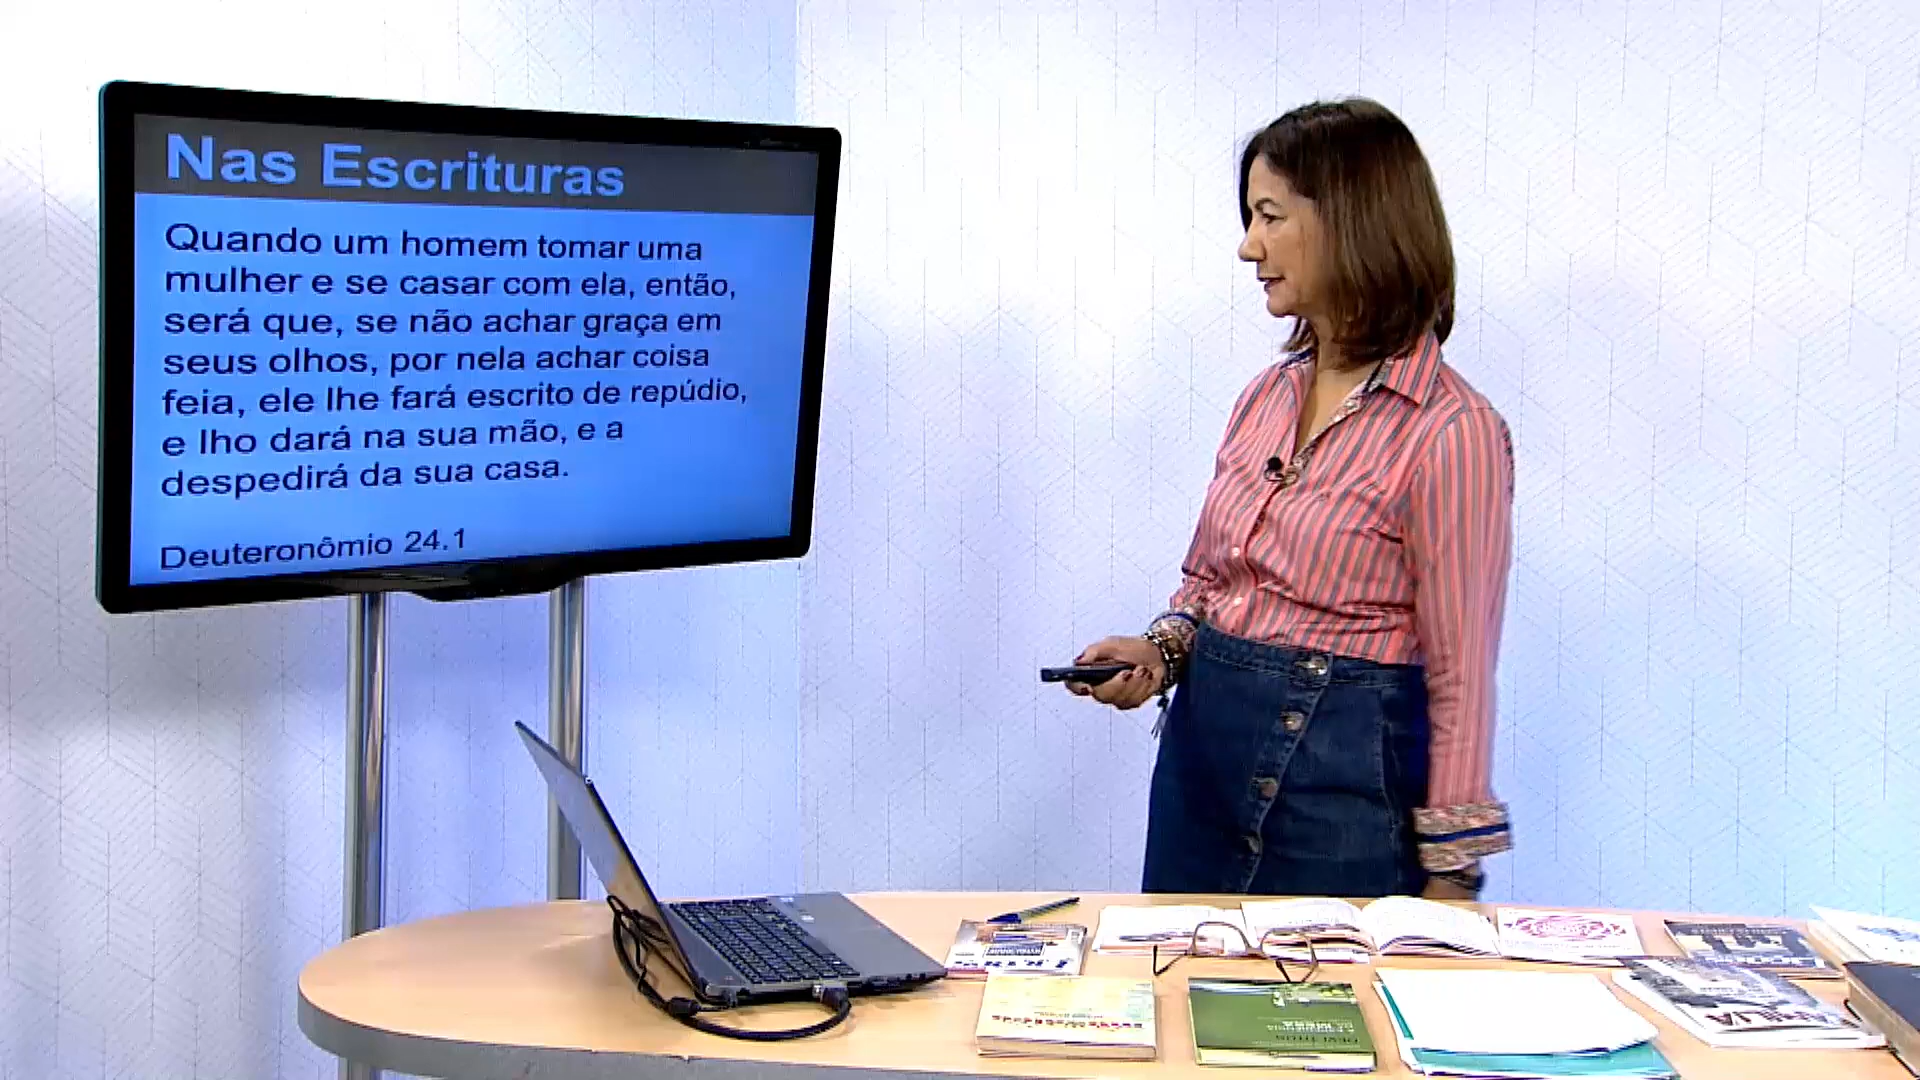 Nas Escrituras
Quando um homem tomar uma
mulher e se casar com ela, então,
será que, se não achar graça em
seus olhos, por nela achar coisa
feia, ele lhe fará escrito de repúdio,
e lho dará na sua mão, e a
despedirá da sua casa.
Deuteronômio 24.1